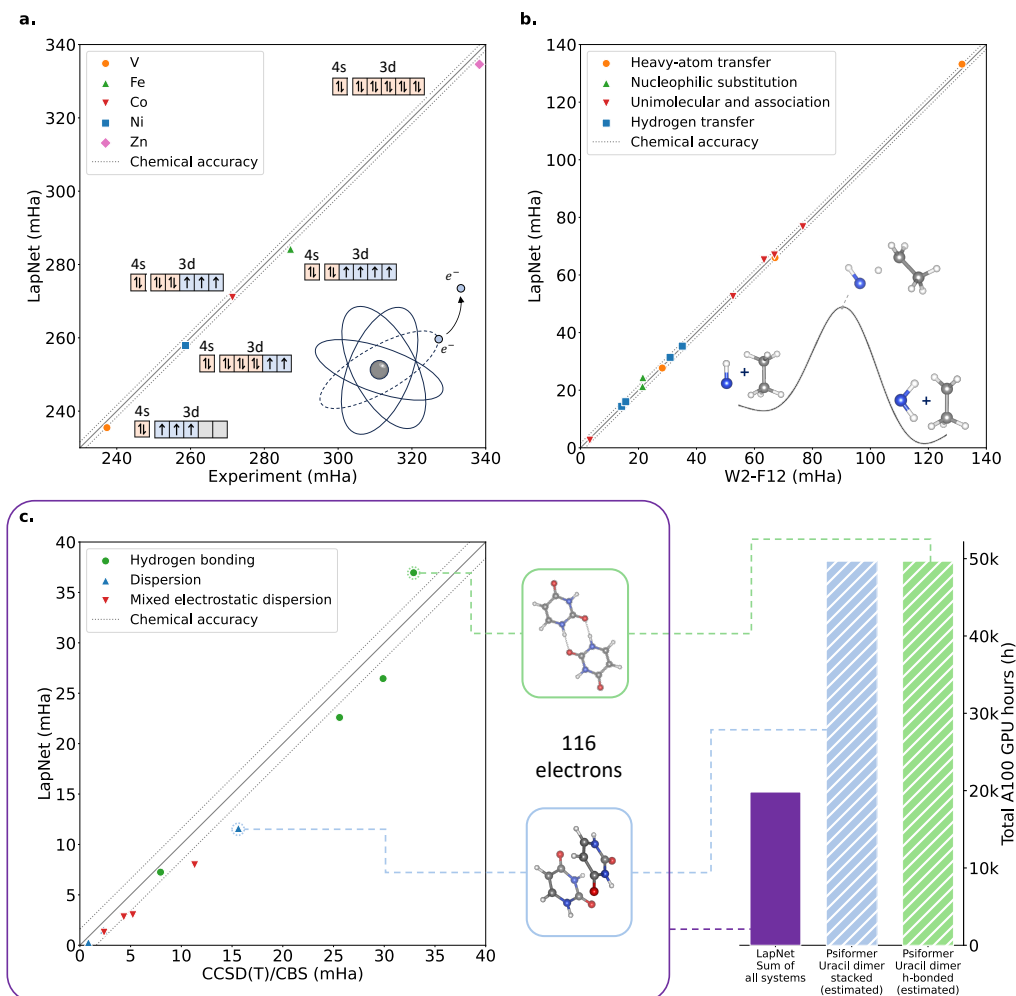 a.
340
320
300
280
260
240
LapNet (mHa)
V
Fe
Co
Ni
Zn
Chemical accuracy
4s 3d
4s 3d
4s 3d
4s 3d
4s 3d
e−
e−
240 260 280 300 320 340
Experiment (mHa)
b.
140
120
100
80
60
40
20
0
LapNet (mHa)
Heavy-atom transfer
Nucleophilic substitution
Unimolecular and association
Hydrogen transfer
Chemical accuracy
+
+
0 20 40 60 80 100 120 140
W2-F12 (mHa)
c.
40
35
30
25
20
15
10
5
0
LapNet (mHa)
Hydrogen bonding
Dispersion
Mixed electrostatic dispersion
Chemical accuracy
0 5 10 15 20 25 30 35 40
CCSD(T)/CBS (mHa)
116
electrons
50k
40k
30k
20k
10k
0
Total A100 GPU hours (h)
LapNet
Sum of
all systems
Psiformer
Uracil dimer
stacked
(estimated)
Psiformer
Uracil dimer
h-bonded
(estimated)